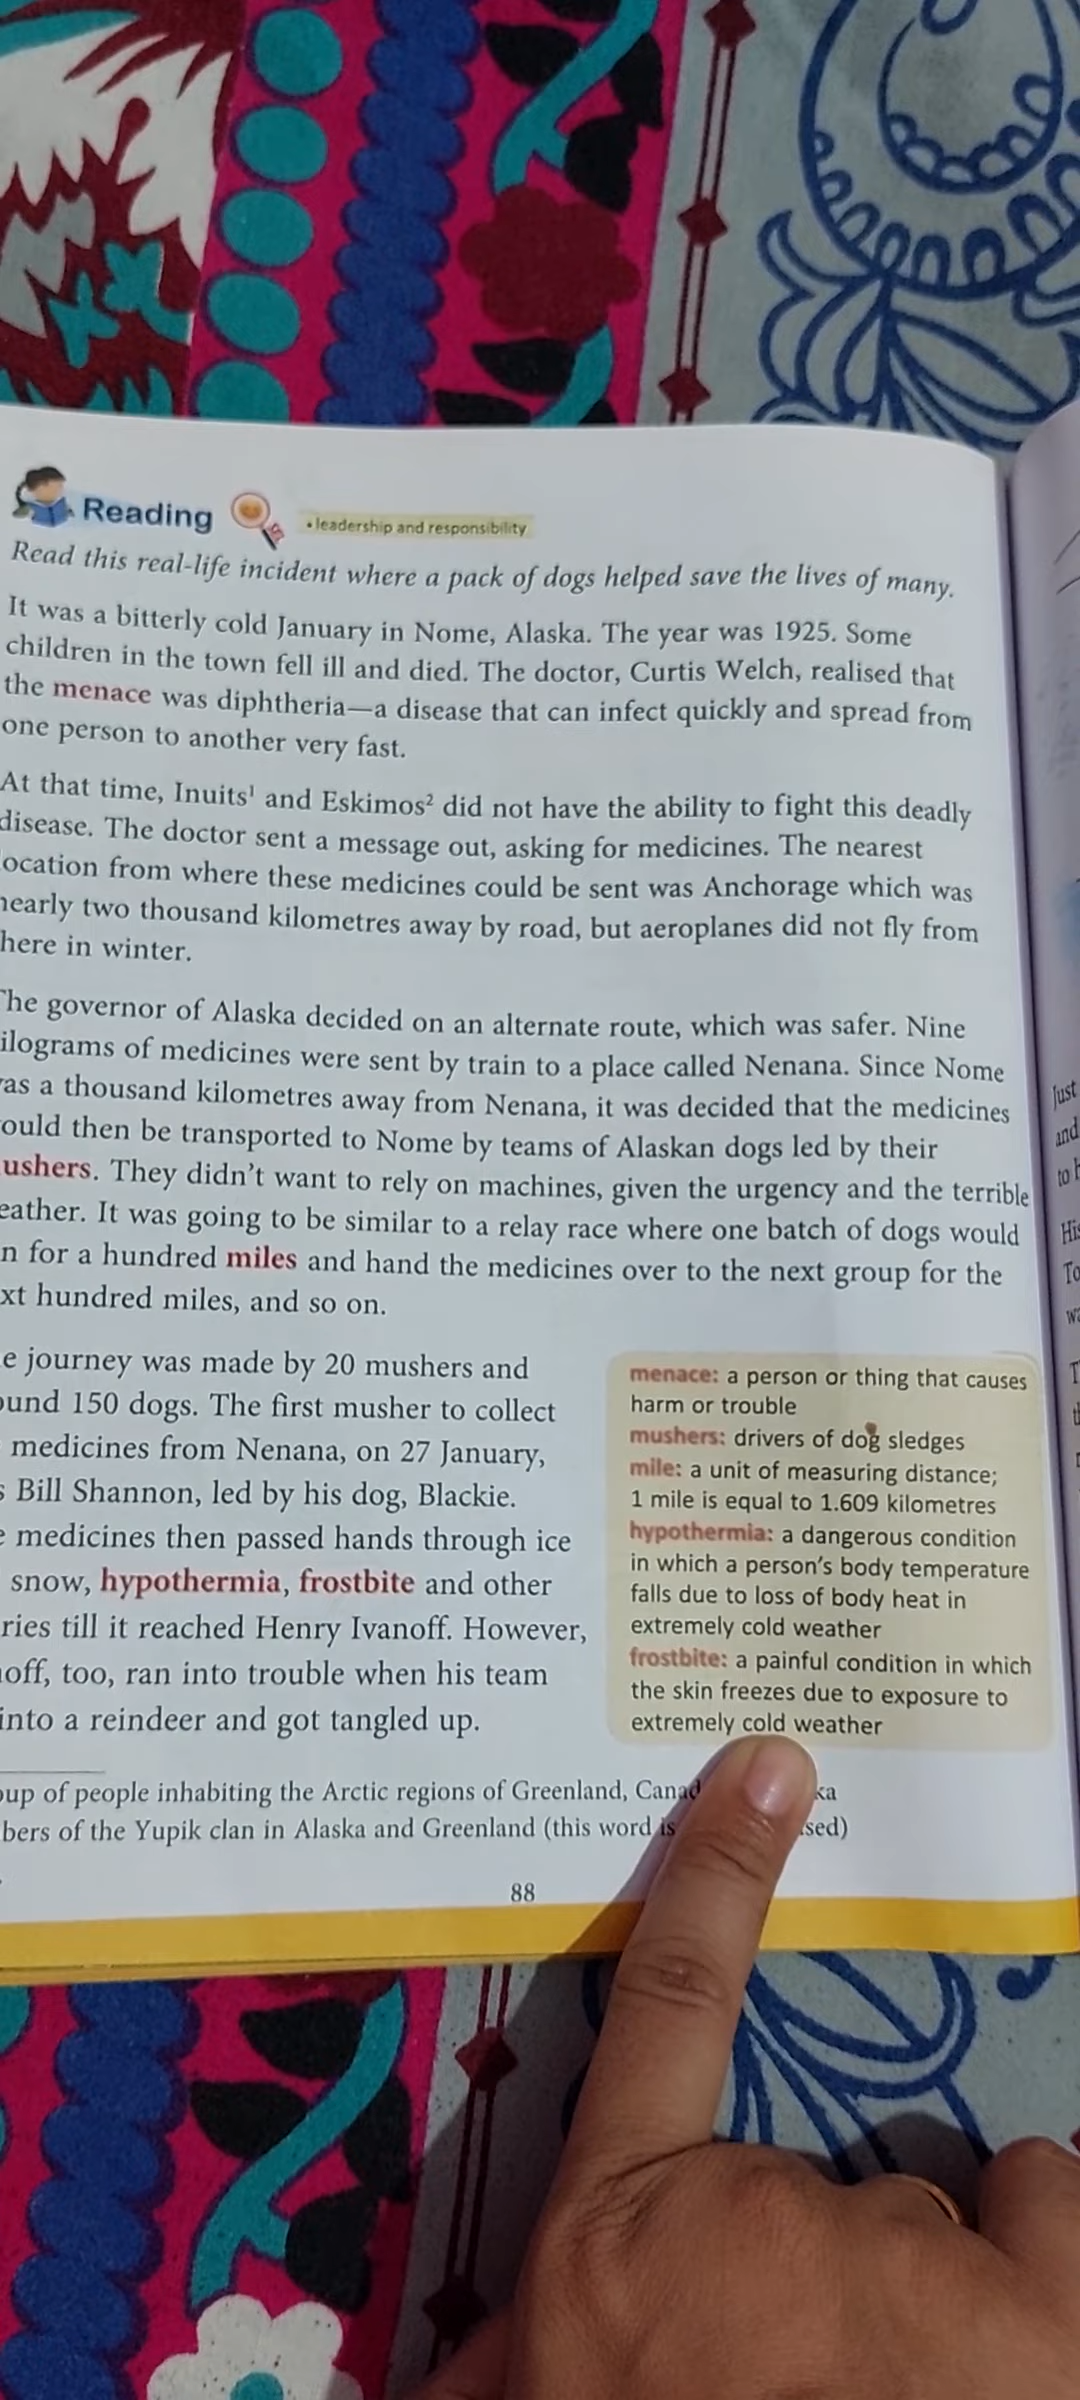 Reading
• leadership and responsibility
Read this real-life incident where a pack of dogs helped save the lives of many.
It was a bitterly cold January in Nome, Alaska. The year was 1925. Some
children in the town fell ill and died. The doctor, Curtis Welch, realised that
the menace was diphtheria—a disease that can infect quickly and spread from
one person to another very fast.
At that time, Inuits¹ and Eskimos² did not have the ability to fight this deadly
disease. The doctor sent a message out, asking for medicines. The nearest
ocation from where these medicines could be sent was Anchorage which was
nearly two thousand kilometres away by road, but aeroplanes did not fly from
here in winter.
The governor of Alaska decided on an alternate route, which was safer. Nine
ilograms of medicines were sent by train to a place called Nenana. Since Nome
as a thousand kilometres away from Nenana, it was decided that the medicines
ould then be transported to Nome by teams of Alaskan dogs led by their
ushers. They didn't want to rely on machines, given the urgency and the terrible
eather. It was going to be similar to a relay race where one batch of dogs would
n for a hundred miles and hand the medicines over to the next group for the
xt hundred miles, and so on.
e journey was made by 20 mushers and
ound 150 dogs. The first musher to collect
medicines from Nenana, on 27 January,
s Bill Shannon, led by his dog, Blackie.
e medicines then passed hands through ice
snow, hypothermia, frostbite and other
ries till it reached Henry Ivanoff. However,
noff, too, ran into trouble when his team
into a reindeer and got tangled up.
menace: a person or thing that causes
harm or trouble
mushers: drivers of dog sledges
mile: a unit of measuring distance;
1 mile is equal to 1.609 kilometres
hypothermia: a dangerous condition
in which a person's body temperature
falls due to loss of body heat in
extremely cold weather
frostbite: a painful condition in which
the skin freezes due to exposure to
extremely cold weather
oup of people inhabiting the Arctic regions of Greenland, Canad ka
bers of the Yupik clan in Alaska and Greenland (this word is sed)
88
Just
and
to h
His
To